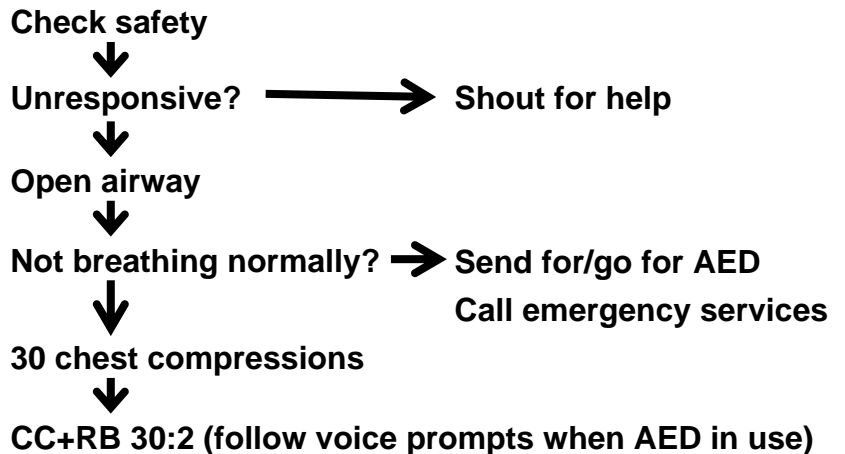 Check safety
Unresponsive?
Shout for help
Open airway
Not breathing normally?
Send for/go for AED
Call emergency services
30 chest compressions
CC+RB 30:2 (follow voice prompts when AED in use)